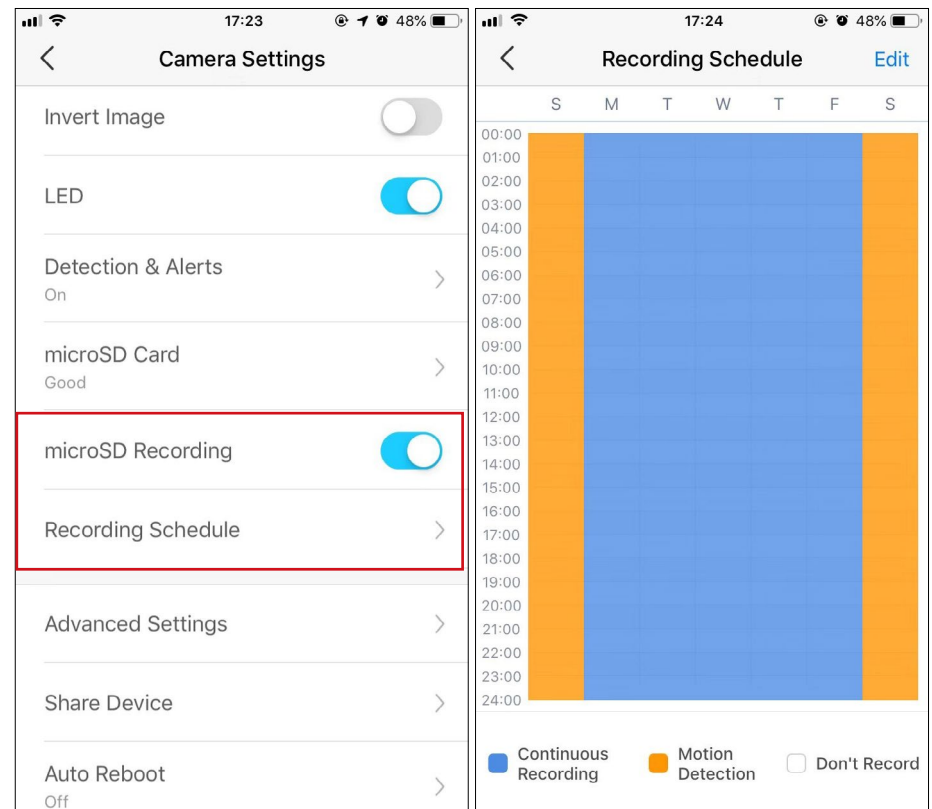 17:23
48%
Camera Settings
Invert Image
LED
Detection & Alerts
On
microSD Card
Good
microSD Recording
Recording Schedule
Advanced Settings
Share Device
Auto Reboot
Off
17:24
48%
Recording Schedule
Edit
S M T W T F S
00:00
01:00
02:00
03:00
04:00
05:00
06:00
07:00
08:00
09:00
10:00
11:00
12:00
13:00
14:00
15:00
16:00
17:00
18:00
19:00
20:00
21:00
22:00
23:00
24:00
Continuous
Recording
Motion
Detection
Don't Record